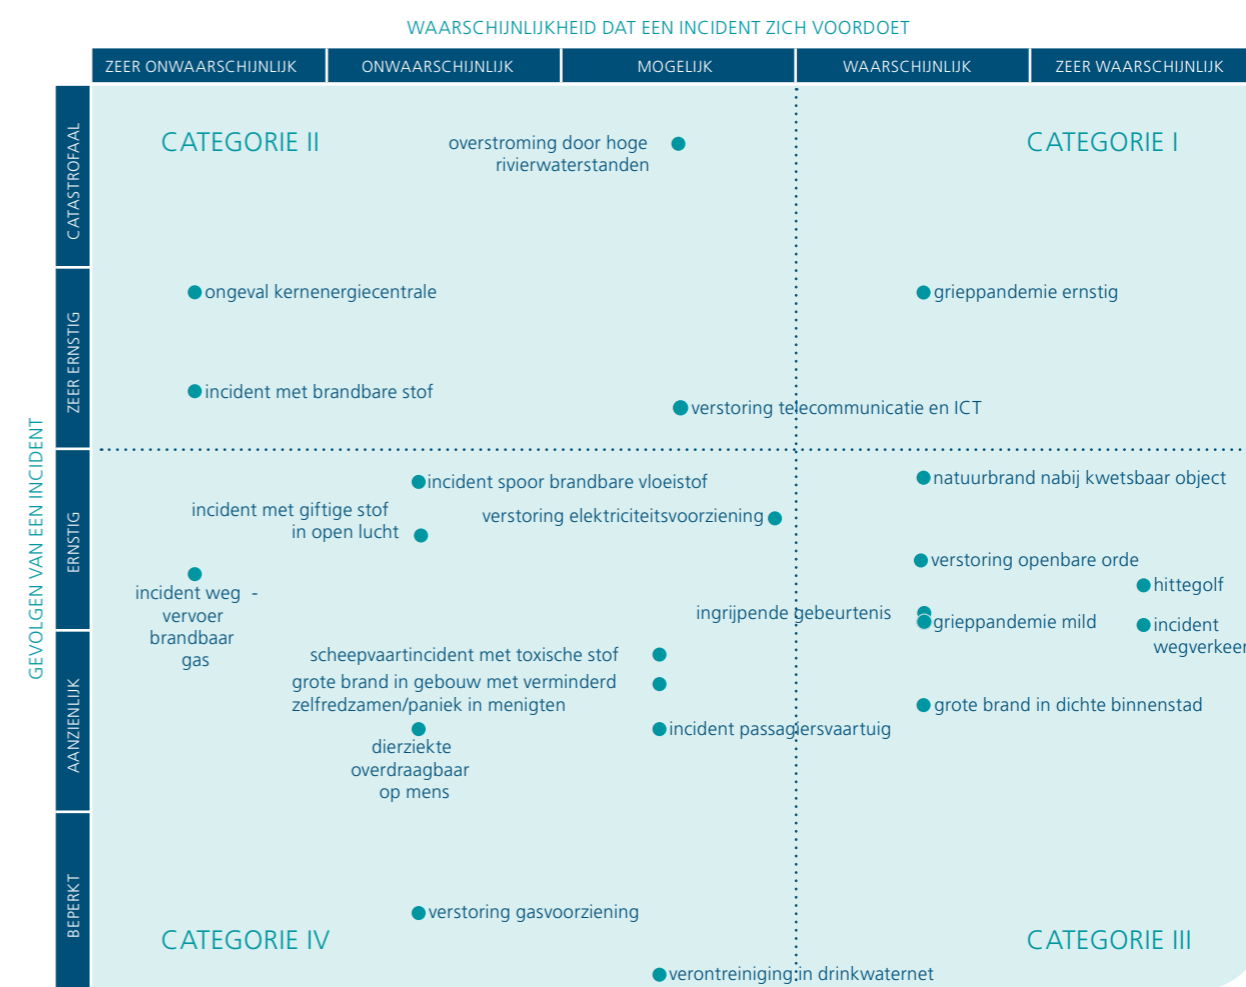 WAARSCHIJNLIJKHEID DAT EEN INCIDENT ZICH VOORDOET
ZEER ONWAARSCHIJNLIJK
ONWAARSCHIJNLIJK
MOGELIJK
WAARSCHIJNLIJK
ZEER WAARSCHIJNLIJK
GEVOLGEN VAN EEN INCIDENT
CATASTROFAAL
ZEER ERNSTIG
ERNSTIG
AANZIENLIJK
BEPERKT
CATEGORIE II
overstroming door hoge
rivierwaterstanden
CATEGORIE I
ongeval kernenergiecentrale
grieppandemie ernstig
incident met brandbare stof
verstoring telecommunicatie en ICT
incident spoor brandbare vloeistof
natuurbrand nabij kwetsbaar object
incident met giftige stof
in open lucht
verstoring elektriciteitsvoorziening
verstoring openbare orde
hittegolf
incident weg -
vervoer
brandbaar
gas
ingrijpende gebeurtenis
grieppandemie mild
incident
wegverkeer
scheepvaartincident met toxische stof
grote brand in gebouw met verminderd
zelfredzamen/paniek in menigten
grote brand in dichte binnenstad
incident passagiersvaartuig
dierziekte
overdraagbaar
op mens
verstoring gasvoorziening
CATEGORIE IV
CATEGORIE III
verontreiniging in drinkwaternet